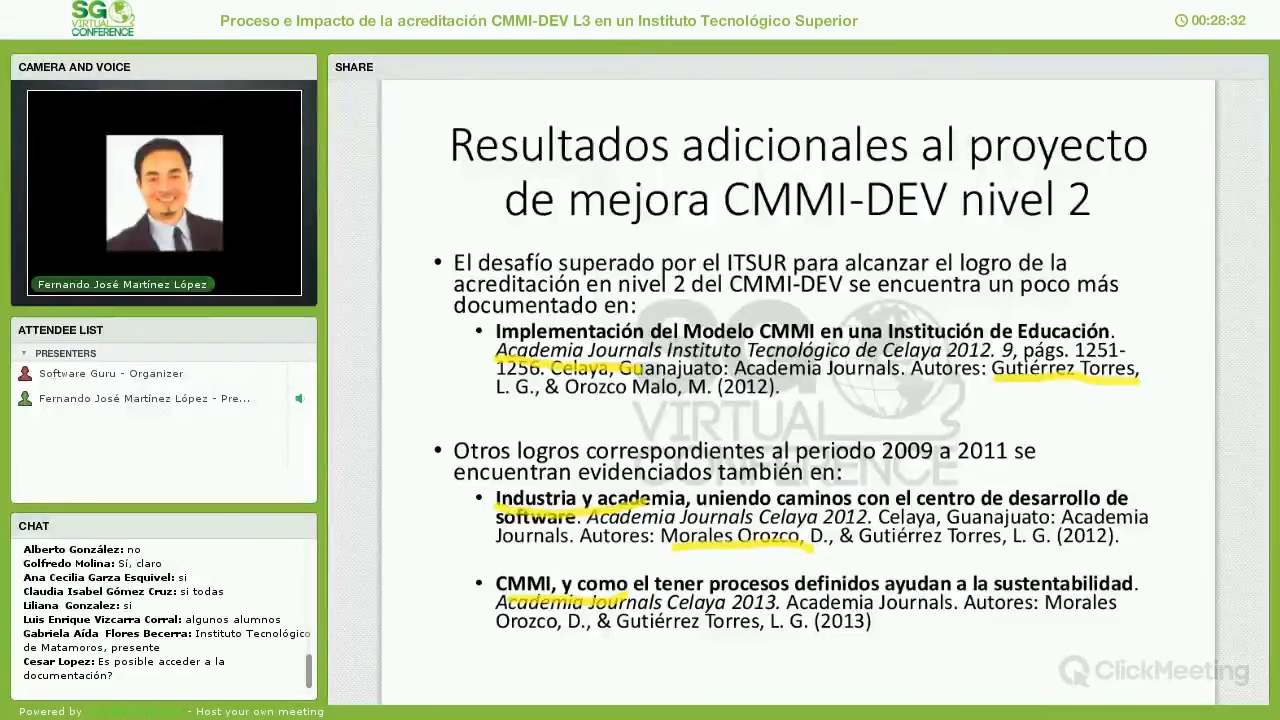 SG
VIRTUAL
CONFERENCE
Proceso e Impacto de la acreditación CMMI-DEV L3 en un Instituto Tecnológico Superior
00:28:32
CAMERA AND VOICE
Fernando José Martínez López
ATTENDEE LIST
PRESENTERS
Software Guru - Organizer
Fernando José Martínez López - Pre...
CHAT
Alberto González: no
Golfredo Molina: Sí, claro
Ana Cecilia Garza Esquivel: si
Claudia Isabel Gómez Cruz: si todas
Liliana Gonzalez: si
Luis Enrique Vizcarra Corral: algunos alumnos
Gabriela Aída Flores Becerra: Instituto Tecnológico
de Matamoros, presente
Cesar Lopez: Es posible acceder a la
documentación?
Powered by
- Host your own meeting
SHARE
Resultados adicionales al proyecto
de mejora CMMI-DEV nivel 2
• El desafío superado por el ITSUR para alcanzar el logro de la
acreditación en nivel 2 del CMMI-DEV se encuentra un poco más
documentado en:
• Implementación del Modelo CMMI en una Institución de Educación.
Academia Journals Instituto Tecnológico de Celaya 2012. 9, págs. 1251-
1256. Celaya, Guanajuato: Academia Journals. Autores: Gutiérrez Torres,
L. G., & Orozco Malo, M. (2012).
• Otros logros correspondientes al periodo 2009 a 2011 se
encuentran evidenciados también en:
• Industria y academia, uniendo caminos con el centro de desarrollo de
software. Academia Journals Celaya 2012. Celaya, Guanajuato: Academia
Journals. Autores: Morales Orozco, D., & Gutiérrez Torres, L. G. (2012).
• CMMI, y como el tener procesos definidos ayudan a la sustentabilidad.
Academia Journals Celaya 2013. Academia Journals. Autores: Morales
Orozco, D., & Gutiérrez Torres, L. G. (2013)
SG
VIRTUAL
CONFERENCE
ClickMeeting